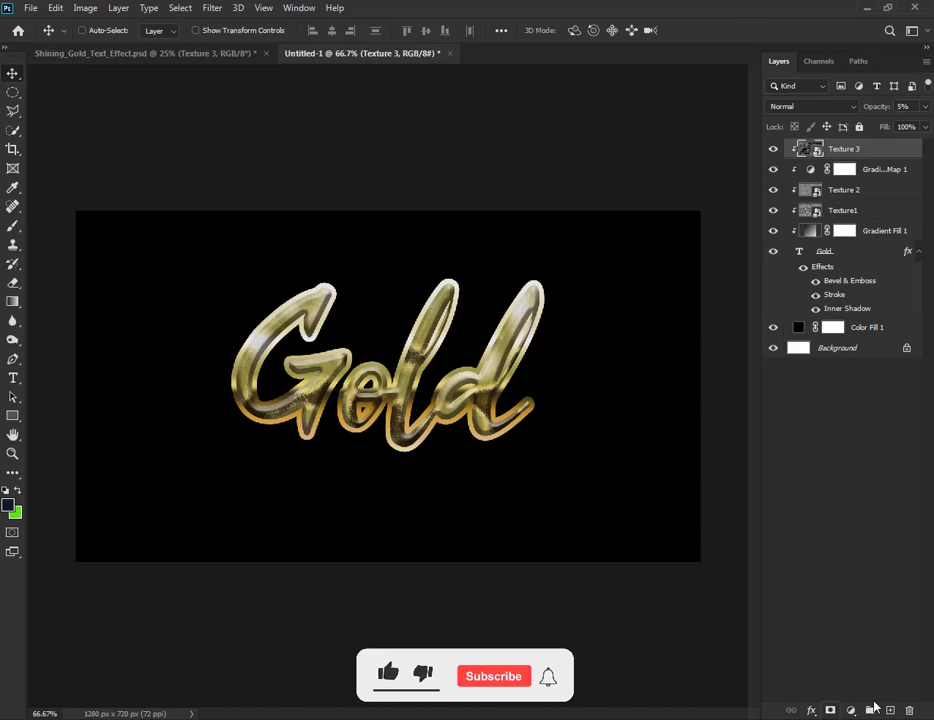 Ps File Edit Image Layer Type Select Filter 3D View Window Help
Auto-Select: Layer Show Transform Controls 3D Mode:
Shining_Gold_Text_Effect.psd @ 25% (Texture 3, RGB/8*) * × Untitled-1 @ 66.7% (Texture 3, RGB/8#) * ×
Layers Channels Paths
Kind
Normal Opacity: 5%
Lock: Fill: 100%
Texture 3
Gradi...Map 1
Texture 2
Texture1
Gradient Fill 1
Gold fx
Effects
Bevel & Emboss
Stroke
Inner Shadow
Color Fill 1
Background
Gold
Subscribe
66.67% 1280 px x 720 px (72 ppi)
fx